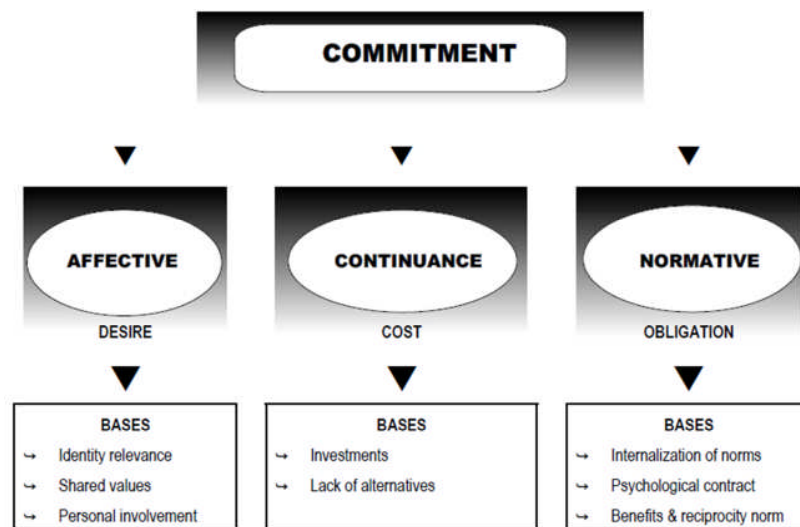 COMMITMENT
AFFECTIVE
DESIRE
CONTINUANCE
COST
NORMATIVE
OBLIGATION
BASES
↪ Identity relevance
↪ Shared values
↪ Personal involvement
BASES
↪ Investments
↪ Lack of alternatives
BASES
↪ Internalization of norms
↪ Psychological contract
↪ Benefits & reciprocity norm